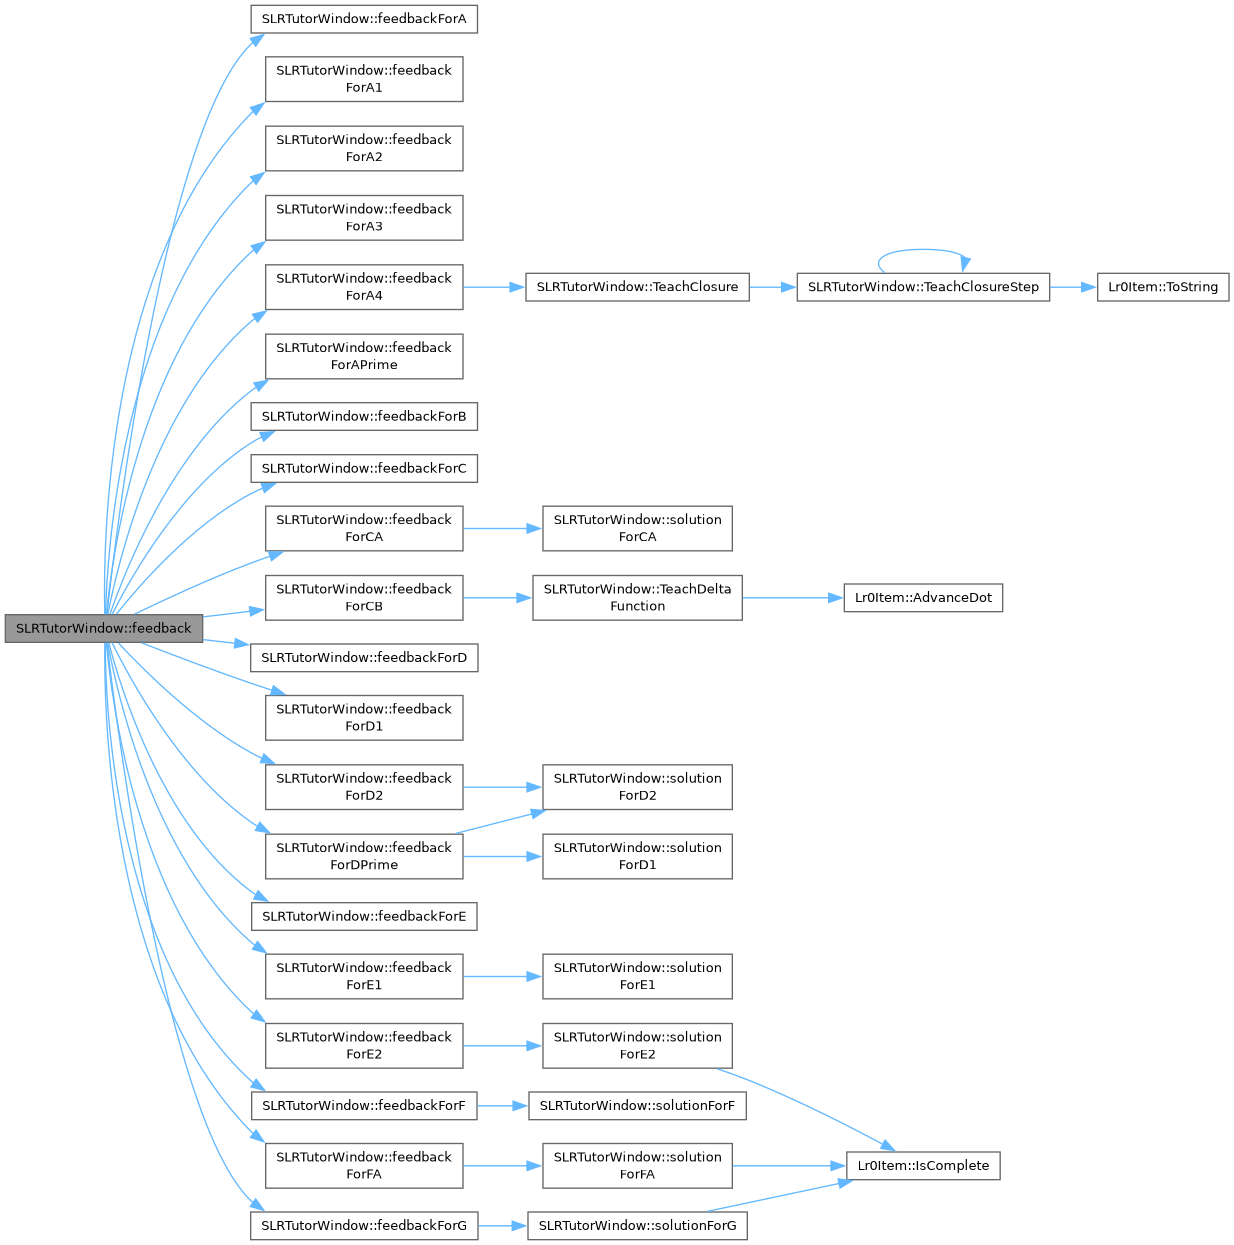 SLRTutorWindow::feedbackForA
SLRTutorWindow::feedback
ForA1
SLRTutorWindow::feedback
ForA2
SLRTutorWindow::feedback
ForA3
SLRTutorWindow::feedback
ForA4
SLRTutorWindow::TeachClosure
SLRTutorWindow::TeachClosureStep
Lr0Item::ToString
SLRTutorWindow::feedback
ForAPrime
SLRTutorWindow::feedbackForB
SLRTutorWindow::feedbackForC
SLRTutorWindow::feedback
ForCA
SLRTutorWindow::solution
ForCA
SLRTutorWindow::feedback
ForCB
SLRTutorWindow::TeachDelta
Function
Lr0Item::AdvanceDot
SLRTutorWindow::feedback
SLRTutorWindow::feedbackForD
SLRTutorWindow::feedback
ForD1
SLRTutorWindow::feedback
ForD2
SLRTutorWindow::solution
ForD2
SLRTutorWindow::feedback
ForDPrime
SLRTutorWindow::solution
ForD1
SLRTutorWindow::feedbackForE
SLRTutorWindow::feedback
ForE1
SLRTutorWindow::solution
ForE1
SLRTutorWindow::feedback
ForE2
SLRTutorWindow::solution
ForE2
SLRTutorWindow::feedbackForF
SLRTutorWindow::solutionForF
SLRTutorWindow::feedback
ForFA
SLRTutorWindow::solution
ForFA
Lr0Item::IsComplete
SLRTutorWindow::feedbackForG
SLRTutorWindow::solutionForG